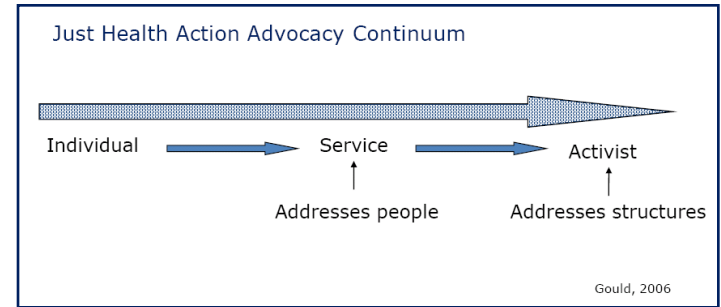 Just Health Action Advocacy Continuum
Individual
Service
Activist
Addresses people
Addresses structures
Gould, 2006